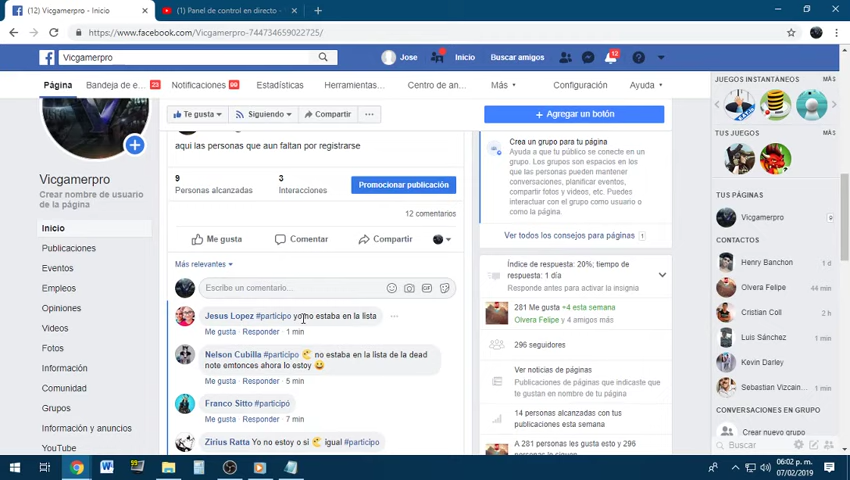 (12) Vicgamerpro - Inicio
(1) Panel de control en directo -
https://www.facebook.com/Vicgamerpro-744734659022725/
Vicgamerpro
Jose
Inicio
Buscar amigos
12
Página
Bandeja de e...
23
Notificaciones
Estadísticas
Herramientas...
Centro de an...
Más
Configuración
Ayuda
Te gusta
Siguiendo
Compartir
Agregar un botón
Vicgamerpro
Crear nombre de usuario
de la página
Inicio
Publicaciones
Eventos
Empleos
Opiniones
Videos
Fotos
Información
Comunidad
Grupos
Información y anuncios
YouTube
aqui las personas que aun faltan por registrarse
9
Personas alcanzadas
3
Interacciones
Promocionar publicación
12 comentarios
Me gusta
Comentar
Compartir
Más relevantes
Escribe un comentario...
GIF
Jesus Lopez #participo yo no estaba en la lista
Me gusta · Responder · 1 min
Nelson Cubilla #participo no estaba en la lista de la dead
note emtonces ahora lo estoy
Me gusta · Responder · 5 min
Franco Sitto #participó
Me gusta · Responder · 7 min
Zirius Ratta Yo no estoy o si igual #participo
Crea un grupo para tu página
Ayuda a que tu público se conecte en un
grupo. Los grupos son espacios en los
que las personas pueden mantener
conversaciones, planificar eventos,
compartir fotos y videos, etc. Puedes
interactuar con el grupo como usuario o
como la página.
Ver todos los consejos para páginas
1
Índice de respuesta: 20%; tiempo de
respuesta: 1 día
Responde antes para activar la insignia
281 Me gusta +4 esta semana
Olvera Felipe y 4 amigos más
296 seguidores
Ver noticias de páginas
Publicaciones de páginas que indicaste que
te gustan en nombre de tu página
14 personas alcanzadas con tus
publicaciones esta semana
A 281 personas les gusta esto y 296
JUEGOS INSTANTÁNEOS
MÁS
TUS JUEGOS
MÁS
TUS PÁGINAS
Vicgamerpro
CONTACTOS
Henry Banchon
1 d
Olvera Felipe
44 min
Luis Sánchez
Kevin Darley
Sebastian Vizcain...
2 min
CONVERSACIONES EN GRUPO
Crear nuevo grupo
Buscar
06:02 p. m.
07/02/2019